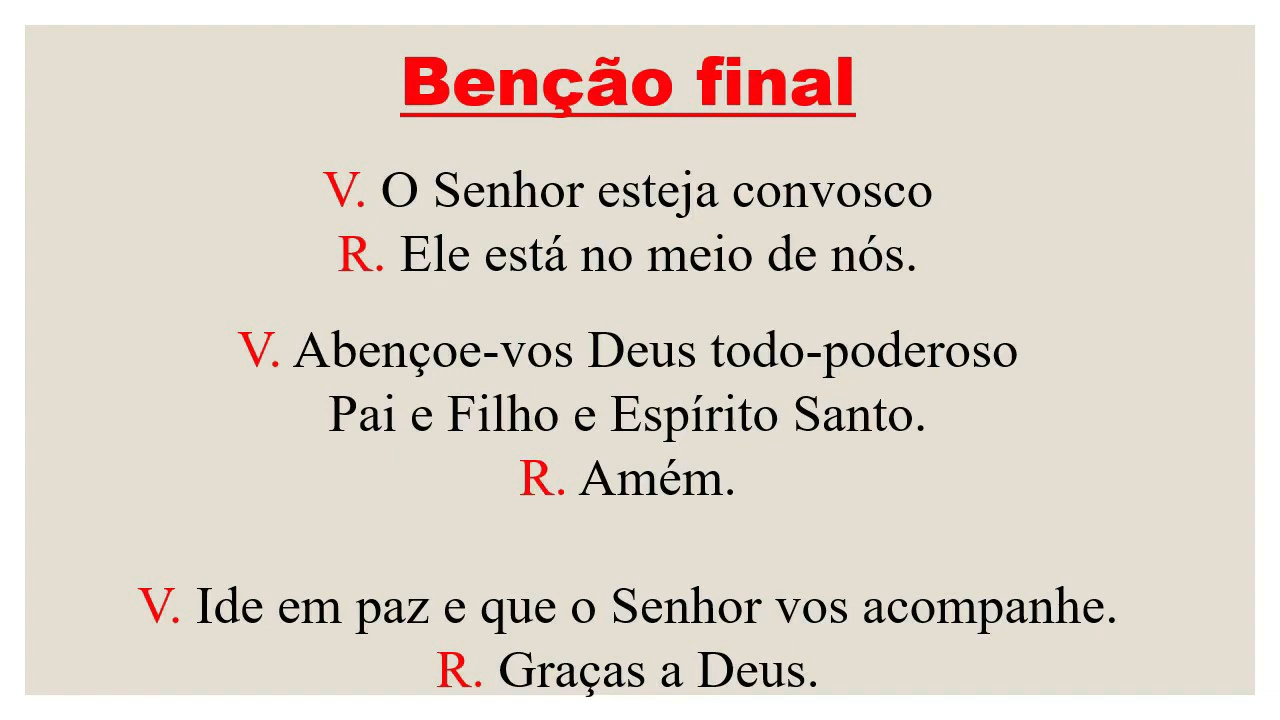 Benção final
V. O Senhor esteja convosco
R. Ele está no meio de nós.
V. Abençoe-vos Deus todo-poderoso
Pai e Filho e Espírito Santo.
R. Amém.
V. Ide em paz e que o Senhor vos acompanhe.
R. Graças a Deus.